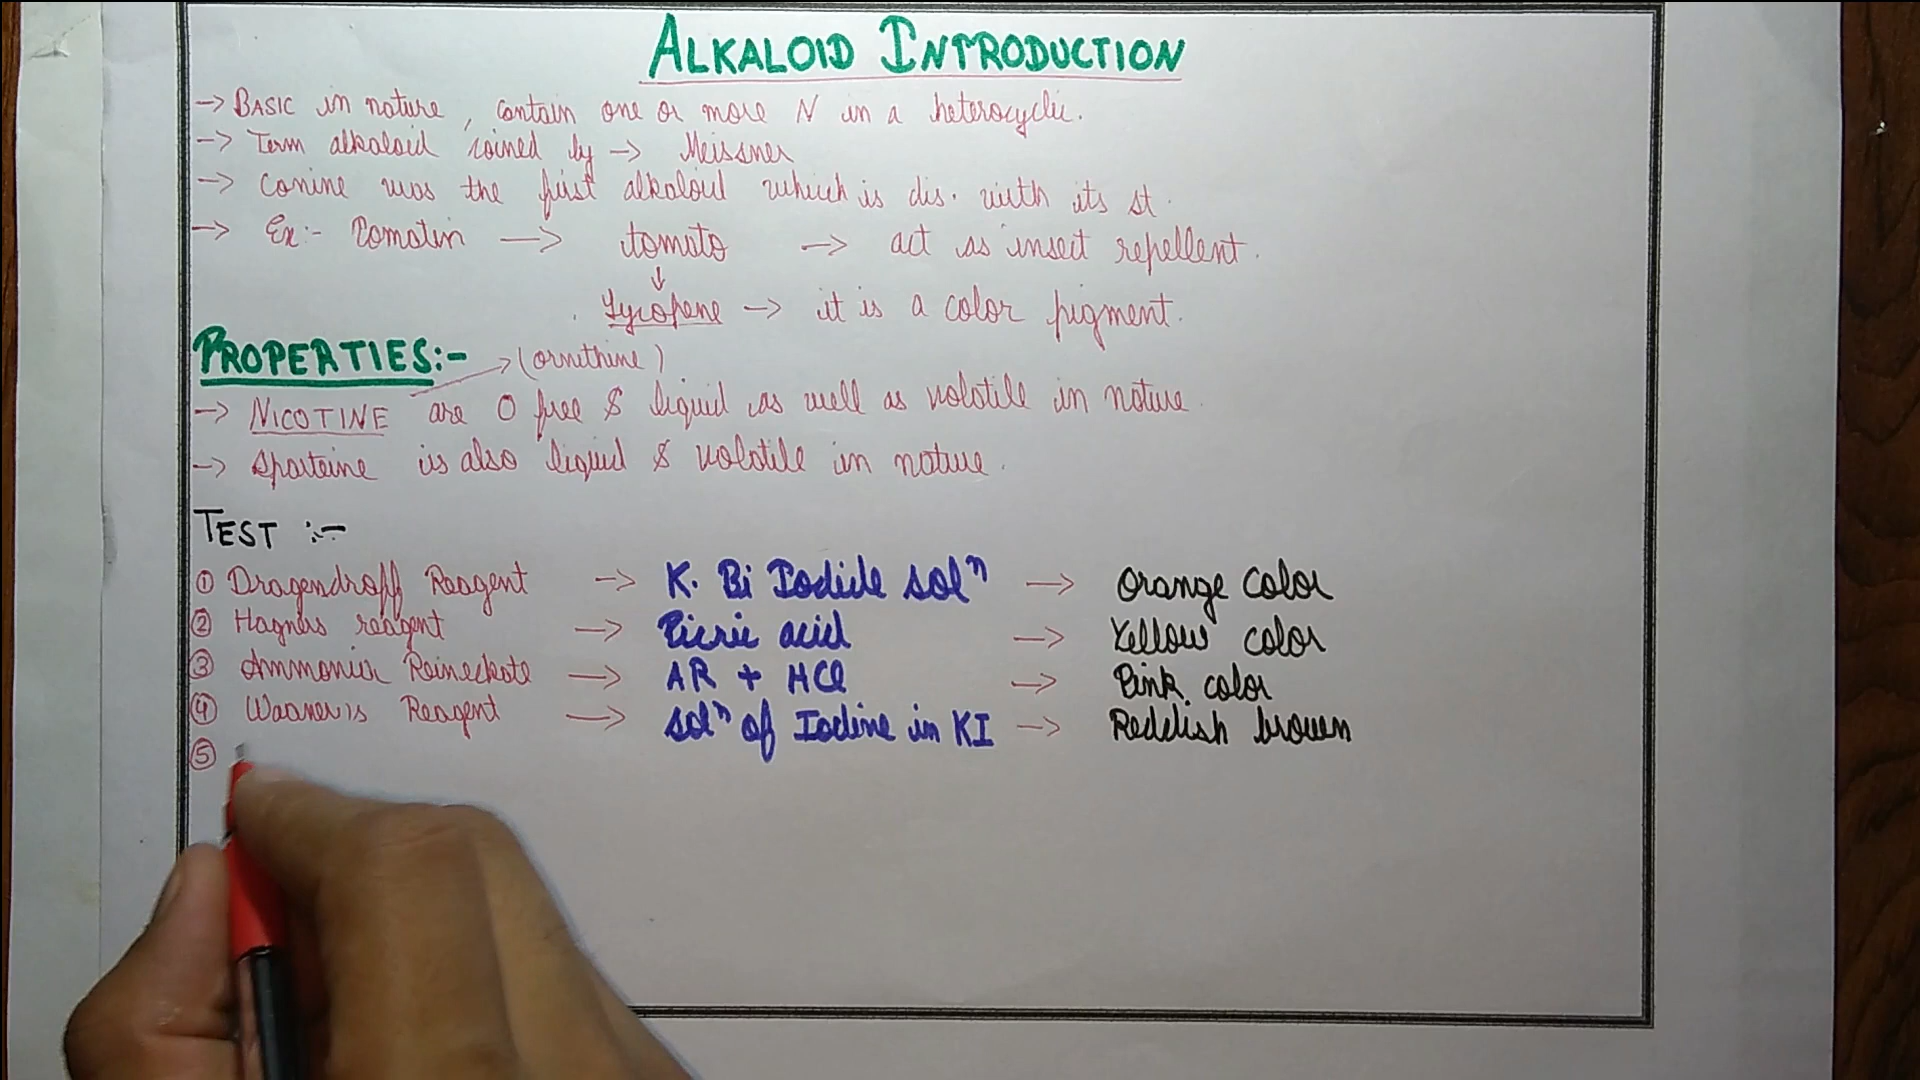 ALKALOID INTRODUCTION
→ BASIC in nature, contain one or more N in a heterocyclic.
→ Term alkaloid coined by → Meissner
→ Conine was the first alkaloid which is dis. with its st.
→ Ex:- Tomatin → tomato → act as insect repellent.
↓
Lycopene → it is a color pigment.
PROPERTIES:- → (ornithine)
→ NICOTINE are O free & liquid as well as volatile in nature
→ Sparteine is also liquid & volatile in nature.
TEST :-
① Dragendroff Reagent → K. Bi Iodide solⁿ → Orange color
② Hagners reagent → Picric acid → Yellow color
③ Ammonia Reineckate → AR + HCl → Pink color
④ Waaner's Reagent → solⁿ of Iodine in KI → Reddish brown
⑤